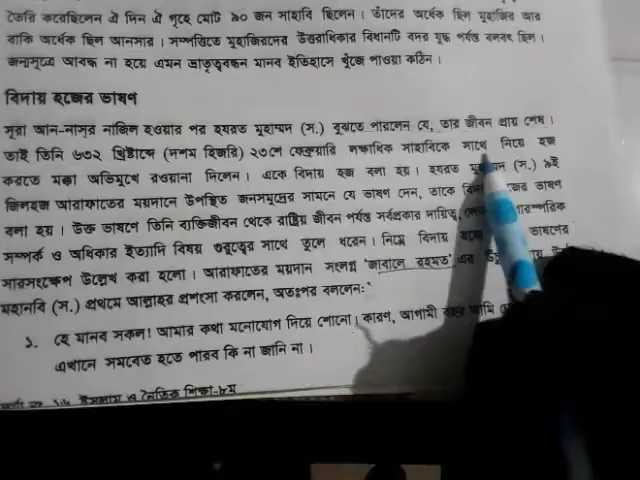 তৈরি করেছিলেন ঐ দিন ঐ গৃহে মোট ৯০ জন সাহাবি ছিলেন। তাঁদের অর্ধেক ছিল মুহাজির আর
বাকি অর্ধেক ছিল আনসার। সম্পত্তিতে মুহাজিরদের উত্তরাধিকার বিধানটি বদর যুদ্ধ পর্যন্ত বলবৎ ছিল।
জন্মসূত্রে আবদ্ধ না হয়ে এমন ভ্রাতৃত্ববন্ধন মানব ইতিহাসে খুঁজে পাওয়া কঠিন।
বিদায় হজের ভাষণ
সূরা আন-নাসর নাজিল হওয়ার পর হযরত মুহাম্মদ (স.) বুঝতে পারলেন যে, তার জীবন প্রায় শেষ।
তাই তিনি ৬৩২ খ্রিষ্টাব্দে (দশম হিজরি) ২৩শে ফেব্রুয়ারি লক্ষাধিক সাহাবিকে সাথে নিয়ে হজ
করতে মক্কা অভিমুখে রওয়ানা দিলেন। একে বিদায় হজ বলা হয়। হযরত (স.) ৯ই
জিলহজ আরাফাতের ময়দানে উপস্থিত জনসমুদ্রের সামনে যে ভাষণ দেন, তাকে ভাষণ
বলা হয়। উক্ত ভাষণে তিনি ব্যক্তিজীবন থেকে রাষ্ট্রীয় জীবন পর্যন্ত সর্বপ্রকার দায়িত্ব,
সম্পর্ক ও অধিকার ইত্যাদি বিষয় গুরুত্বের সাথে তুলে ধরেন। নিম্নে বিদায় ভাষণের
সারসংক্ষেপ উল্লেখ করা হলো। আরাফাতের ময়দান সংলগ্ন 'জাবালে রহমত' এর
মহানবি (স.) প্রথমে আল্লাহর প্রশংসা করলেন, অতঃপর বললেন:
১. হে মানব সকল! আমার কথা মনোযোগ দিয়ে শোনো। কারণ, আগামী আমি
এখানে সমবেত হতে পারব কি না জানি না।
ইসলাম ও নৈতিক শিক্ষা-৮ম